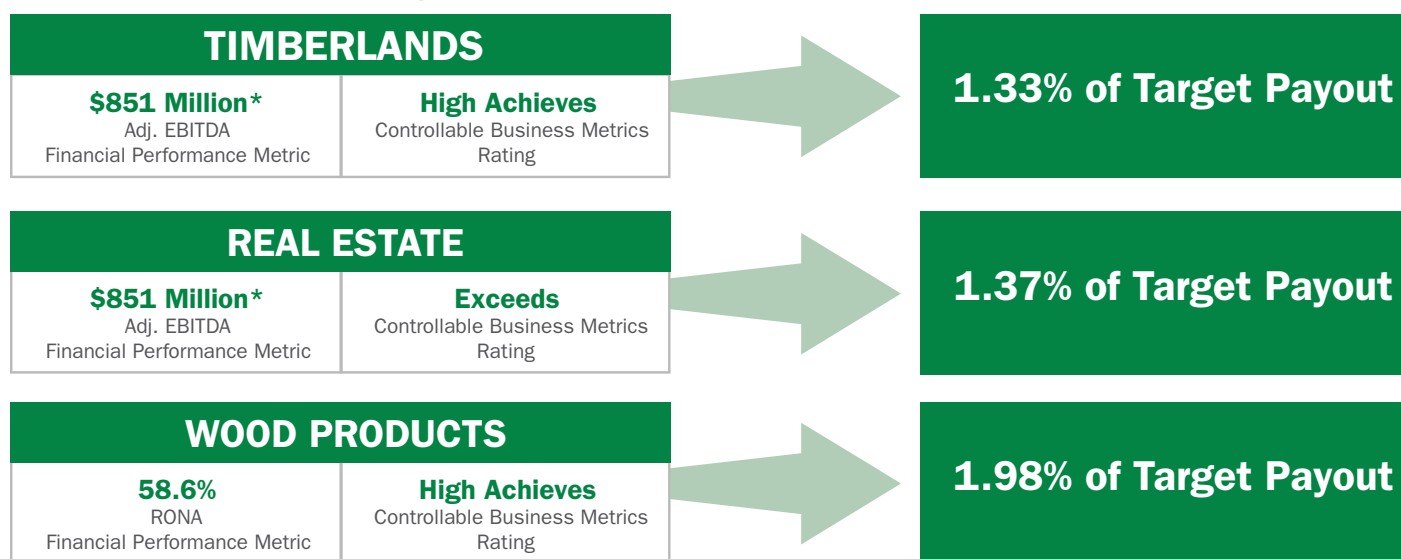 TIMBERLANDS
$851 Million*
Adj. EBITDA
Financial Performance Metric
High Achieves
Controllable Business Metrics
Rating
1.33% of Target Payout
REAL ESTATE
$851 Million*
Adj. EBITDA
Financial Performance Metric
Exceeds
Controllable Business Metrics
Rating
1.37% of Target Payout
WOOD PRODUCTS
58.6%
RONA
Financial Performance Metric
High Achieves
Controllable Business Metrics
Rating
1.98% of Target Payout